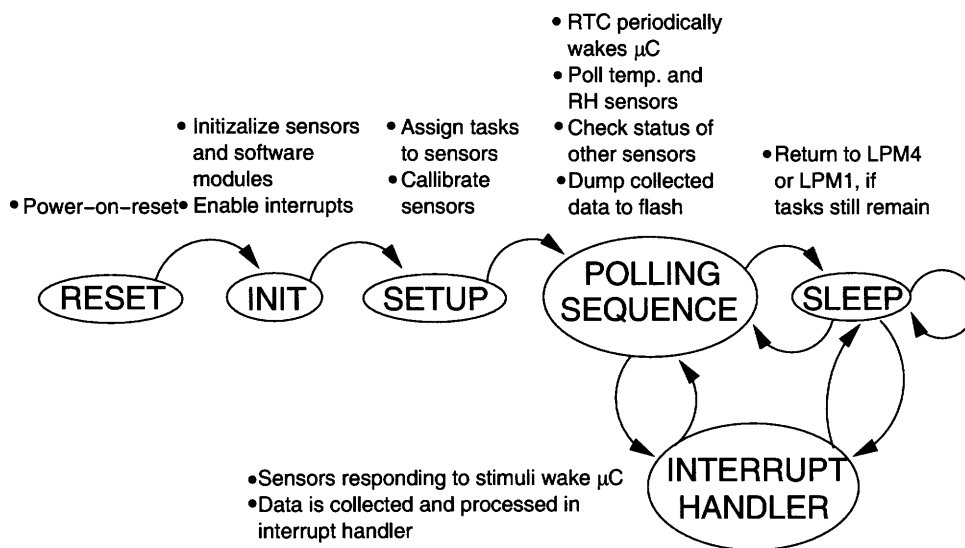 • RTC periodically
wakes μC
• Poll temp. and
RH sensors
• Check status of
other sensors
• Dump collected
data to flash
• Initizalize sensors
and software
modules
• Enable interrupts
• Assign tasks
to sensors
• Callibrate
sensors
• Return to LPM4
or LPM1, if
tasks still remain
• Power-on-reset
RESET
INIT
SETUP
POLLING
SEQUENCE
SLEEP
INTERRUPT
HANDLER
• Sensors responding to stimuli wake μC
• Data is collected and processed in
interrupt handler